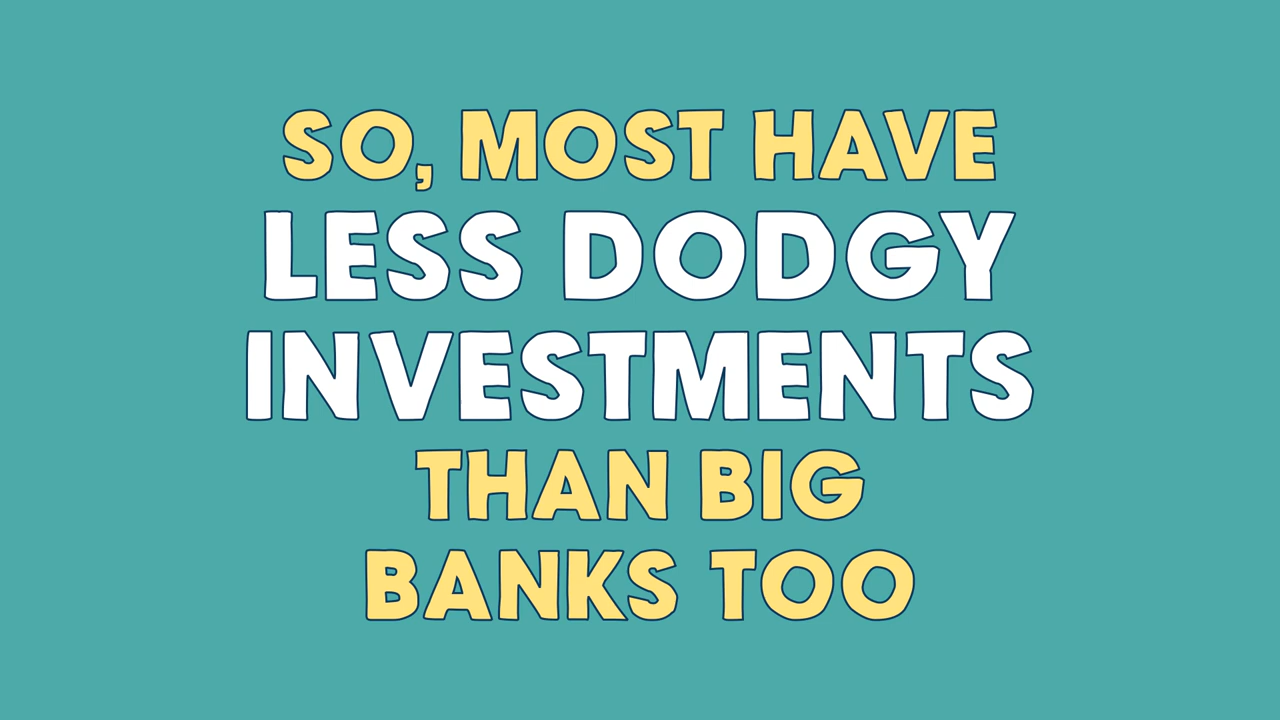 SO, MOST HAVE
LESS DODGY
INVESTMENTS
THAN BIG
BANKS TOO